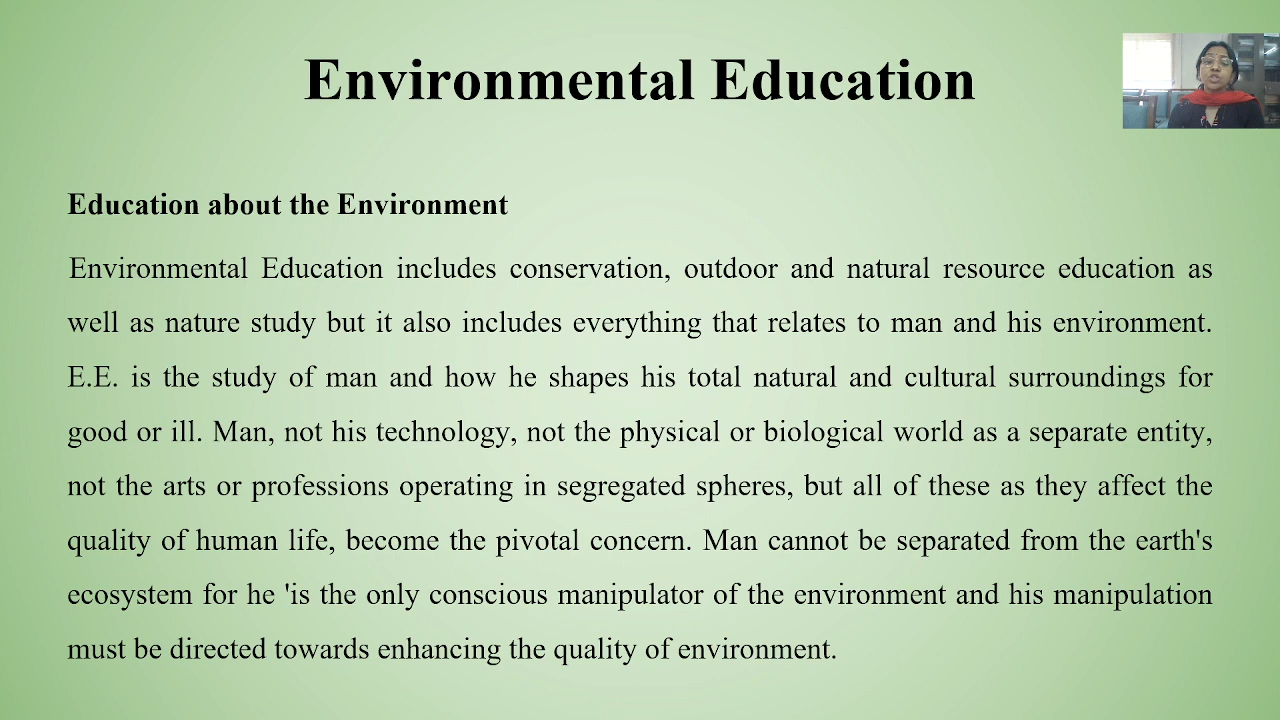 Environmental Education
Education about the Environment
Environmental Education includes conservation, outdoor and natural resource education as
well as nature study but it also includes everything that relates to man and his environment.
E.E. is the study of man and how he shapes his total natural and cultural surroundings for
good or ill. Man, not his technology, not the physical or biological world as a separate entity,
not the arts or professions operating in segregated spheres, but all of these as they affect the
quality of human life, become the pivotal concern. Man cannot be separated from the earth's
ecosystem for he 'is the only conscious manipulator of the environment and his manipulation
must be directed towards enhancing the quality of environment.